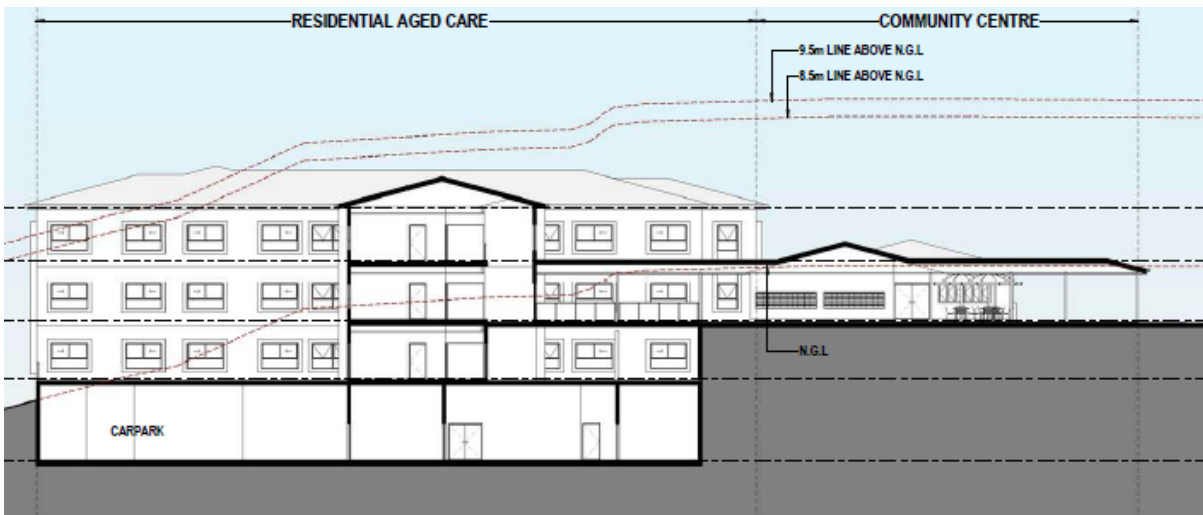 RESIDENTIAL AGED CARE
COMMUNITY CENTRE
9.5m LINE ABOVE N.G.L
8.5m LINE ABOVE N.G.L
N.G.L
CARPARK